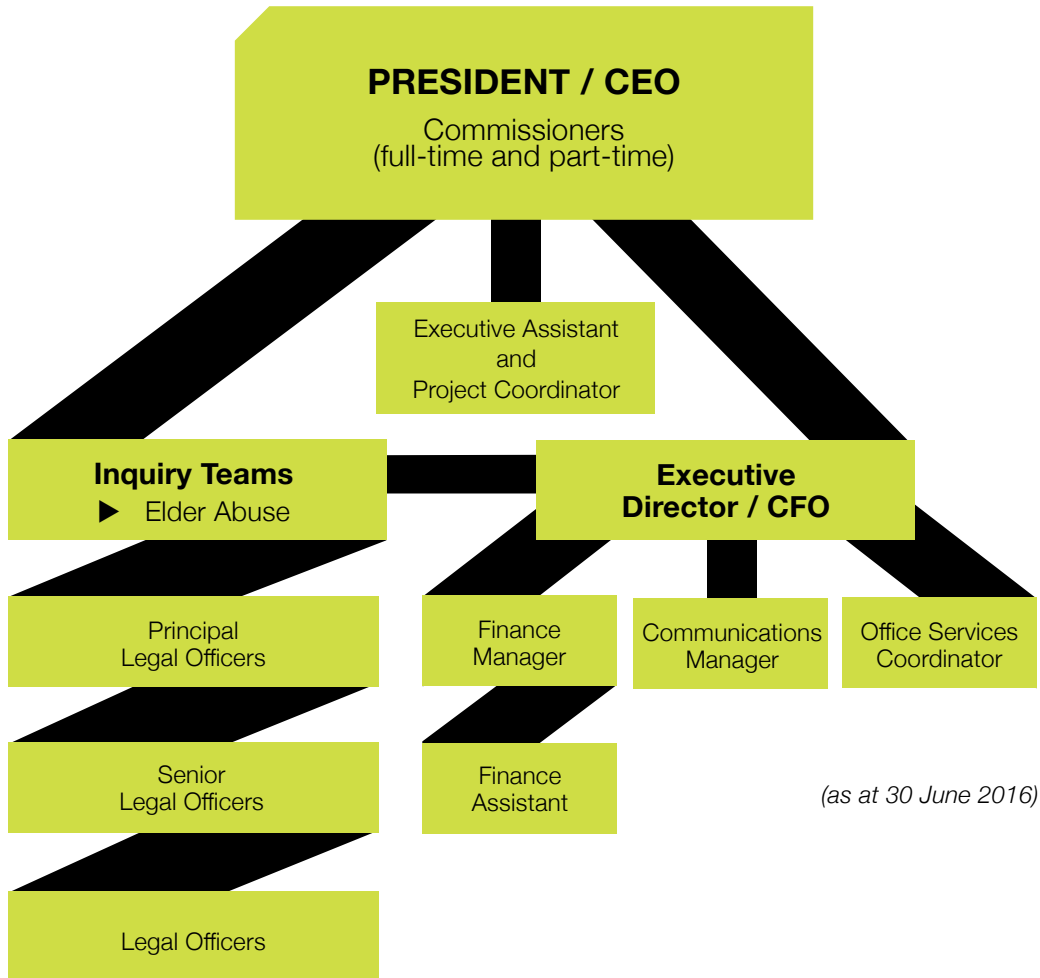 PRESIDENT / CEO
Commissioners
(full-time and part-time)
Executive Assistant
and
Project Coordinator
Inquiry Teams
▶ Elder Abuse
Executive
Director / CFO
Principal
Legal Officers
Finance
Manager
Communications
Manager
Office Services
Coordinator
Senior
Legal Officers
Finance
Assistant
(as at 30 June 2016)
Legal Officers